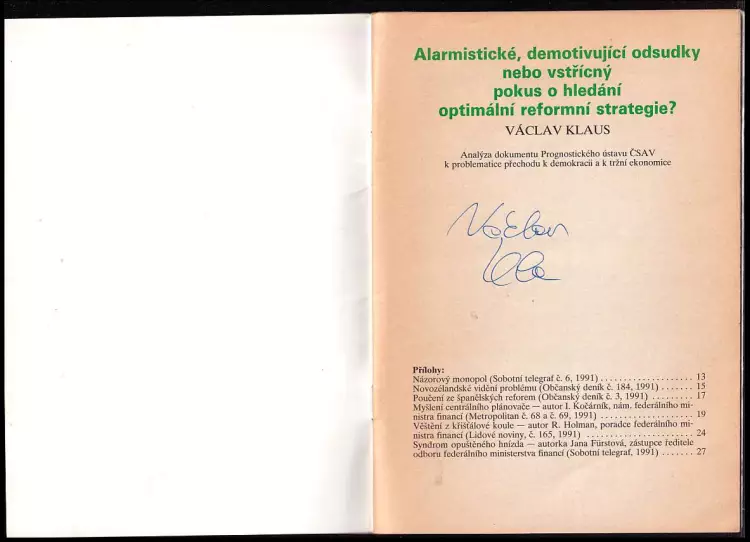 Alarmistické, demotivující odsudky
nebo vstřícný
pokus o hledání
optimální reformní strategie?
VÁCLAV KLAUS
Analýza dokumentu Prognostického ústavu ČSAV
k problematice přechodu k demokracii a k tržní ekonomice
Václav
Klaus
Přílohy:
Názorový monopol (Sobotní telegraf č. 6, 1991) . . . . . . . . . . . . . . . . . . . . 13
Novozélandské vidění problému (Občanský deník č. 184, 1991) . . . . . . . 15
Poučení ze španělských reforem (Občanský deník č. 3, 1991) . . . . . . . . . 17
Myšlení centrálního plánovače — autor I. Kočárník, nám. federálního mi-
nistra financí (Metropolitan č. 68 a č. 69, 1991) . . . . . . . . . . . . . . . . . . . . 19
Věštění z křišťálové koule — autor R. Holman, poradce federálního mi-
nistra financí (Lidové noviny, č. 165, 1991) . . . . . . . . . . . . . . . . . . . . . . . 24
Syndrom opuštěného hnízda — autorka Jana Fürstová, zástupce ředitele
odboru federálního ministerstva financí (Sobotní telegraf, 1991) . . . . . . . 27